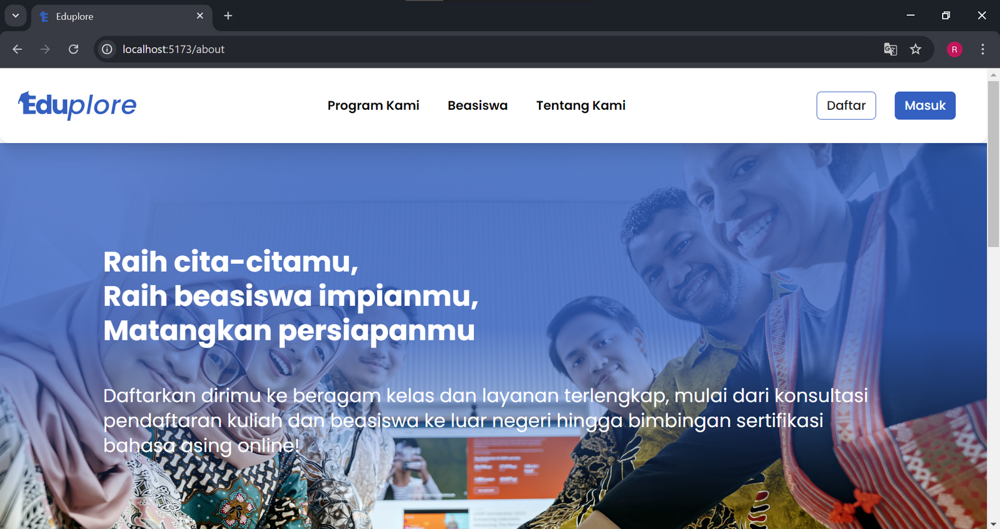 Eduplore
localhost:5173/about
R
Eduplore
Program Kami
Beasiswa
Tentang Kami
Daftar
Masuk
Raih cita-citamu,
Raih beasiswa impianmu,
Matangkan persiapanmu
Daftarkan dirimu ke beragam kelas dan layanan terlengkap, mulai dari konsultasi
pendaftaran kuliah dan beasiswa ke luar negeri hingga bimbingan sertifikasi
bahasa asing online!